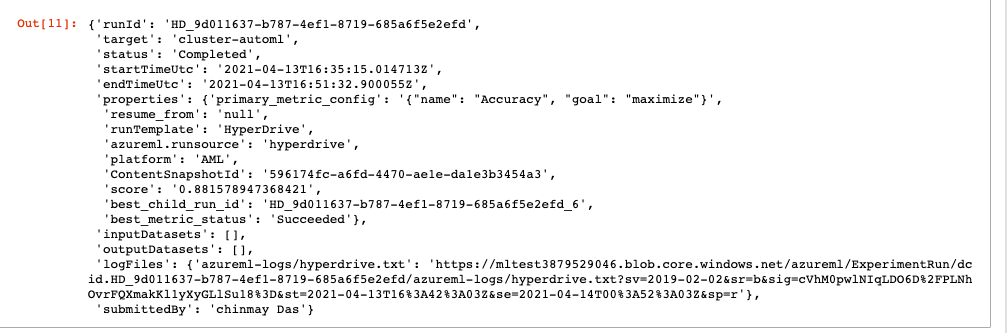 Out[11]: {'runId': 'HD_9d011637-b787-4ef1-8719-685a6f5e2efd',
'target': 'cluster-automl',
'status': 'Completed',
'startTimeUtc': '2021-04-13T16:35:15.014713Z',
'endTimeUtc': '2021-04-13T16:51:32.900055Z',
'properties': {'primary_metric_config': '{"name": "Accuracy", "goal": "maximize"}',
'resume_from': 'null',
'runTemplate': 'HyperDrive',
'azureml.runsource': 'hyperdrive',
'platform': 'AML',
'ContentSnapshotId': '596174fc-a6fd-4470-ae1e-da1e3b3454a3',
'score': '0.881578947368421',
'best_child_run_id': 'HD_9d011637-b787-4ef1-8719-685a6f5e2efd_6',
'best_metric_status': 'Succeeded'},
'inputDatasets': [],
'outputDatasets': [],
'logFiles': {'azureml-logs/hyperdrive.txt': 'https://mltest3879529046.blob.core.windows.net/azureml/ExperimentRun/dc
id.HD_9d011637-b787-4ef1-8719-685a6f5e2efd/azureml-logs/hyperdrive.txt?sv=2019-02-02&sr=b&sig=cVhM0pwlNIqLDO6D%2FPLNh
OvrFQXmakKllyXyGLlSul8%3D&st=2021-04-13T16%3A42%3A03Z&se=2021-04-14T00%3A52%3A03Z&sp=r'},
'submittedBy': 'chinmay Das'}